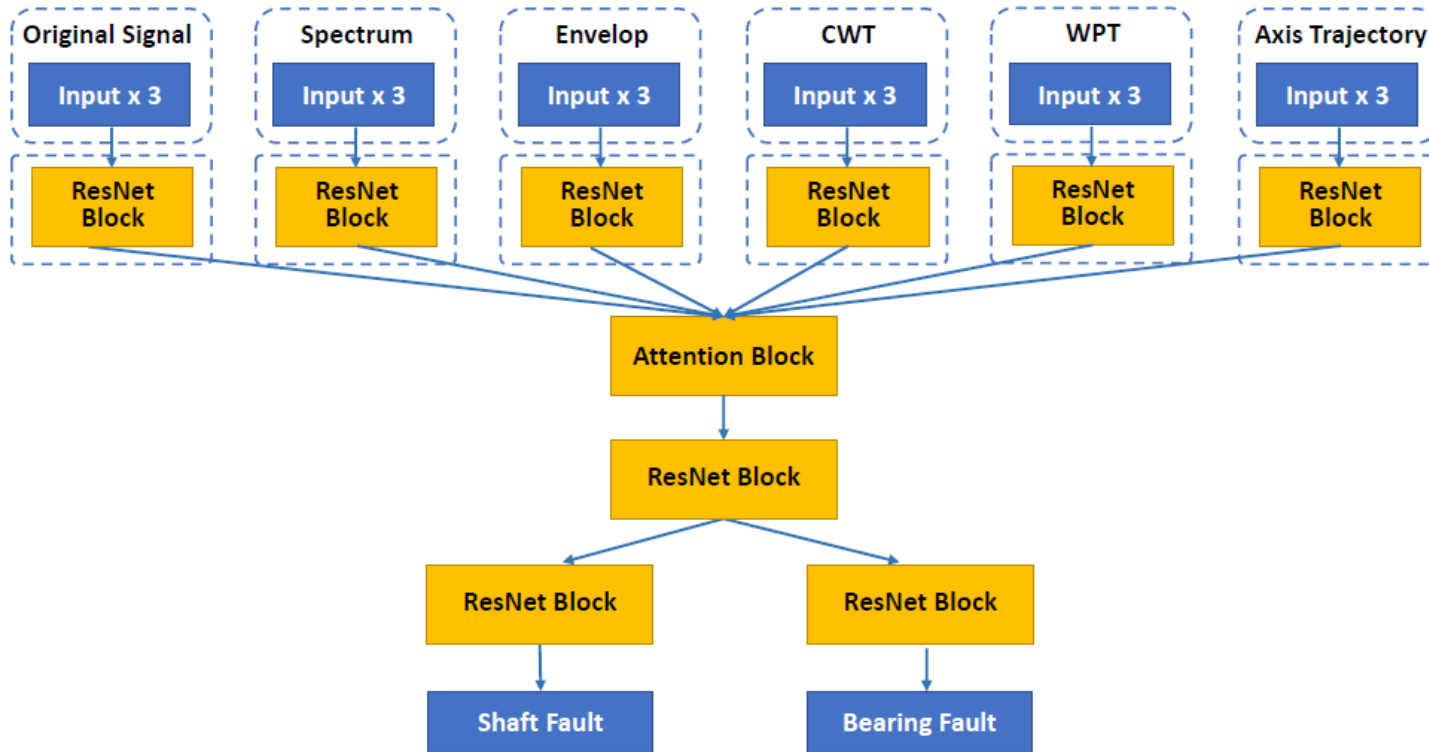 Original Signal
Spectrum
Envelop
CWT
WPT
Axis Trajectory
Input x 3
Input x 3
Input x 3
Input x 3
Input x 3
Input x 3
ResNet
Block
ResNet
Block
ResNet
Block
ResNet
Block
ResNet
Block
ResNet
Block
Attention Block
ResNet Block
ResNet Block
ResNet Block
Shaft Fault
Bearing Fault